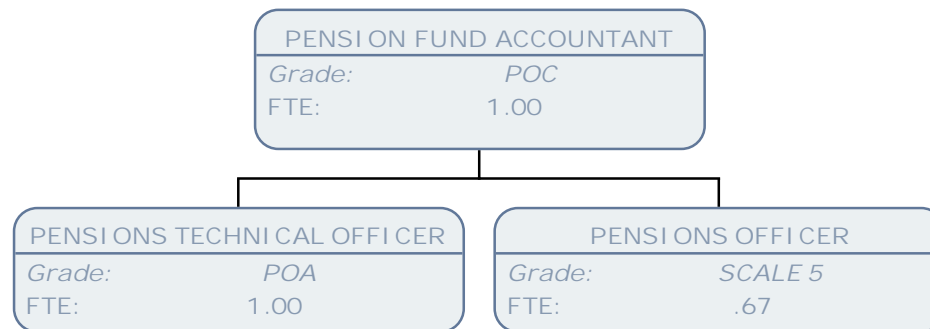 PENSION FUND ACCOUNTANT
Grade: POC
FTE: 1.00
PENSIONS TECHNICAL OFFICER
Grade: POA
FTE: 1.00
PENSIONS OFFICER
Grade: SCALE 5
FTE: .67